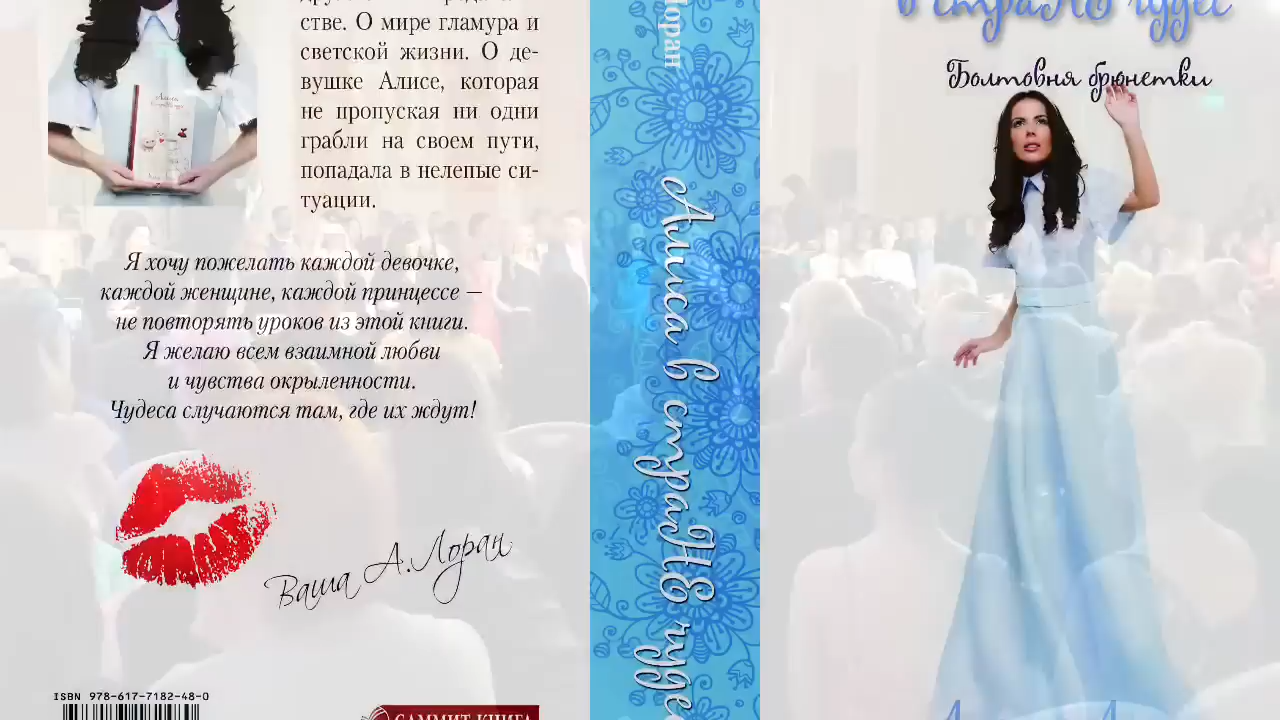 стве. О мире гламура и
светской жизни. О де-
вушке Алисе, которая
не пропуская ни одни
грабли на своем пути,
попадала в нелепые си-
туации.
Я хочу пожелать каждой девочке,
каждой женщине, каждой принцессе —
не повторять уроков из этой книги.
Я желаю всем взаимной любви
и чувства окрыленности.
Чудеса случаются там, где их ждут!
Ваша А.Лоран
ISBN 978-617-7182-48-0
САММИТ-КНИГА
Лоран
Алиса в страНЕ чудес
в страНЕ чудес
Болтовня брюнетки